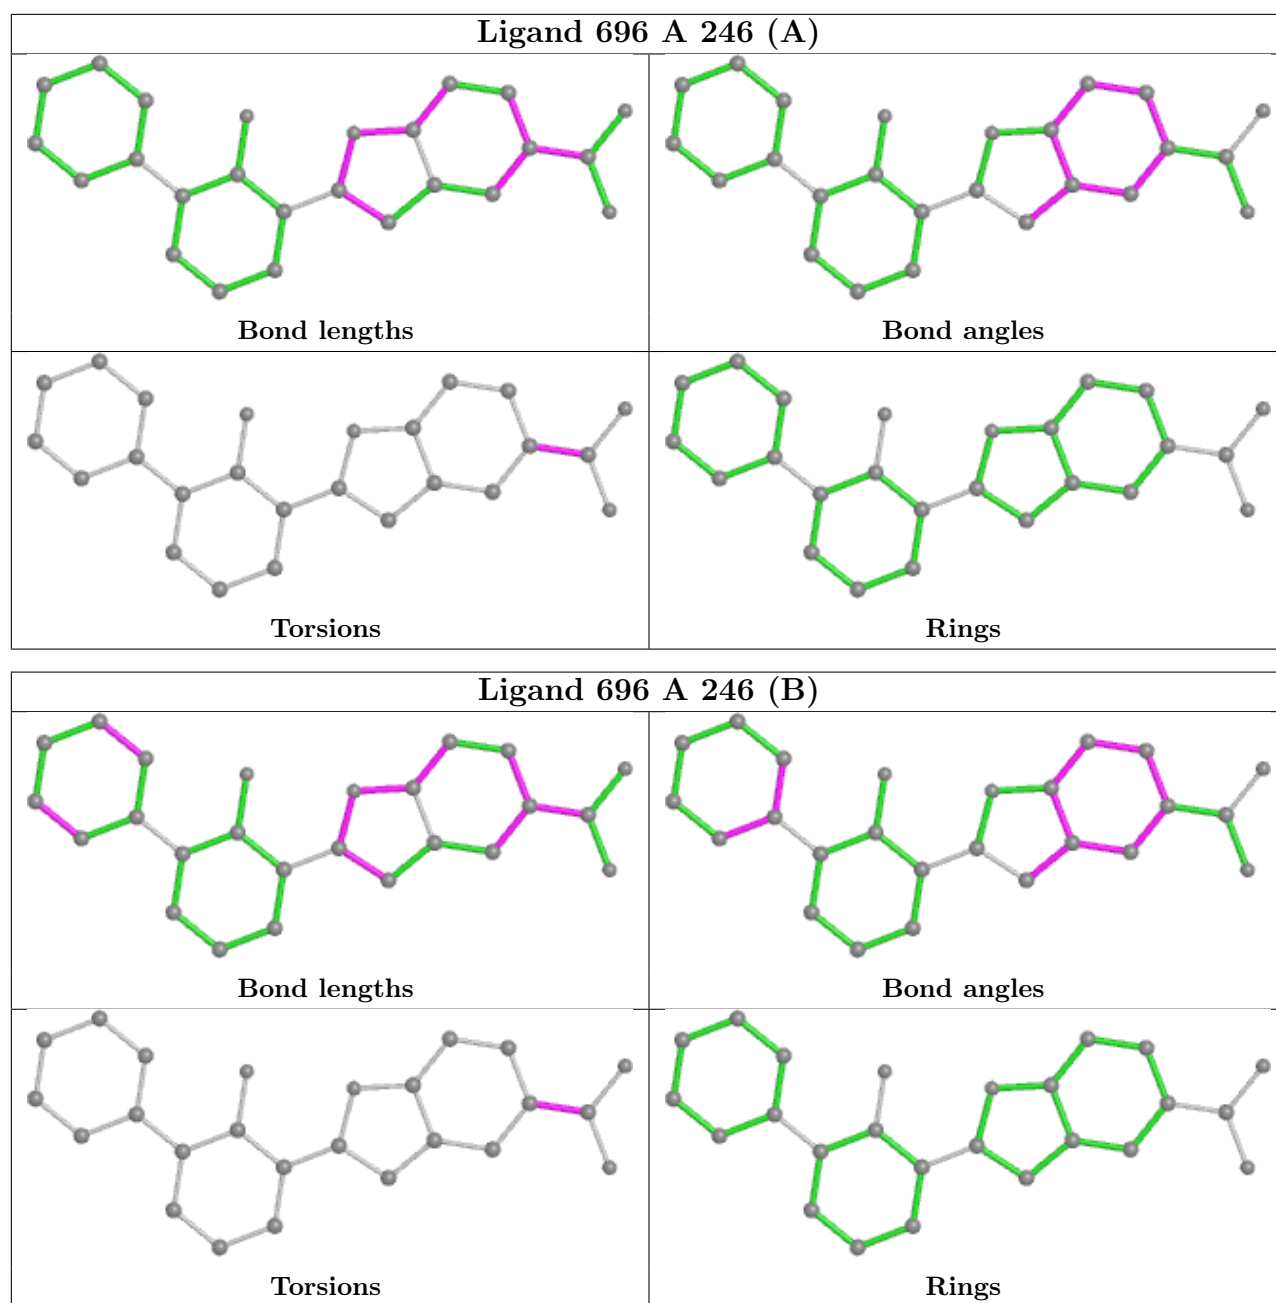 Ligand 696 A 246 (A)
Bond lengths
Bond angles
Torsions
Rings
Ligand 696 A 246 (B)
Bond lengths
Bond angles
Torsions
Rings